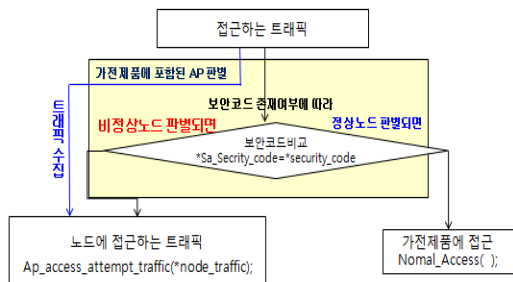 접근하는 트래픽
가전제품에 포함된 AP 판별
트래픽 수집
보안코드 존재여부에 따라
비정상노드 판별되면
정상노드 판별되면
보안코드비교
*Sa_Secrity_code=*security_code
노드에 접근하는 트래픽
Ap_access_attempt_traffic(*node_traffic);
가전제품에 접근
Nomal_Access( );